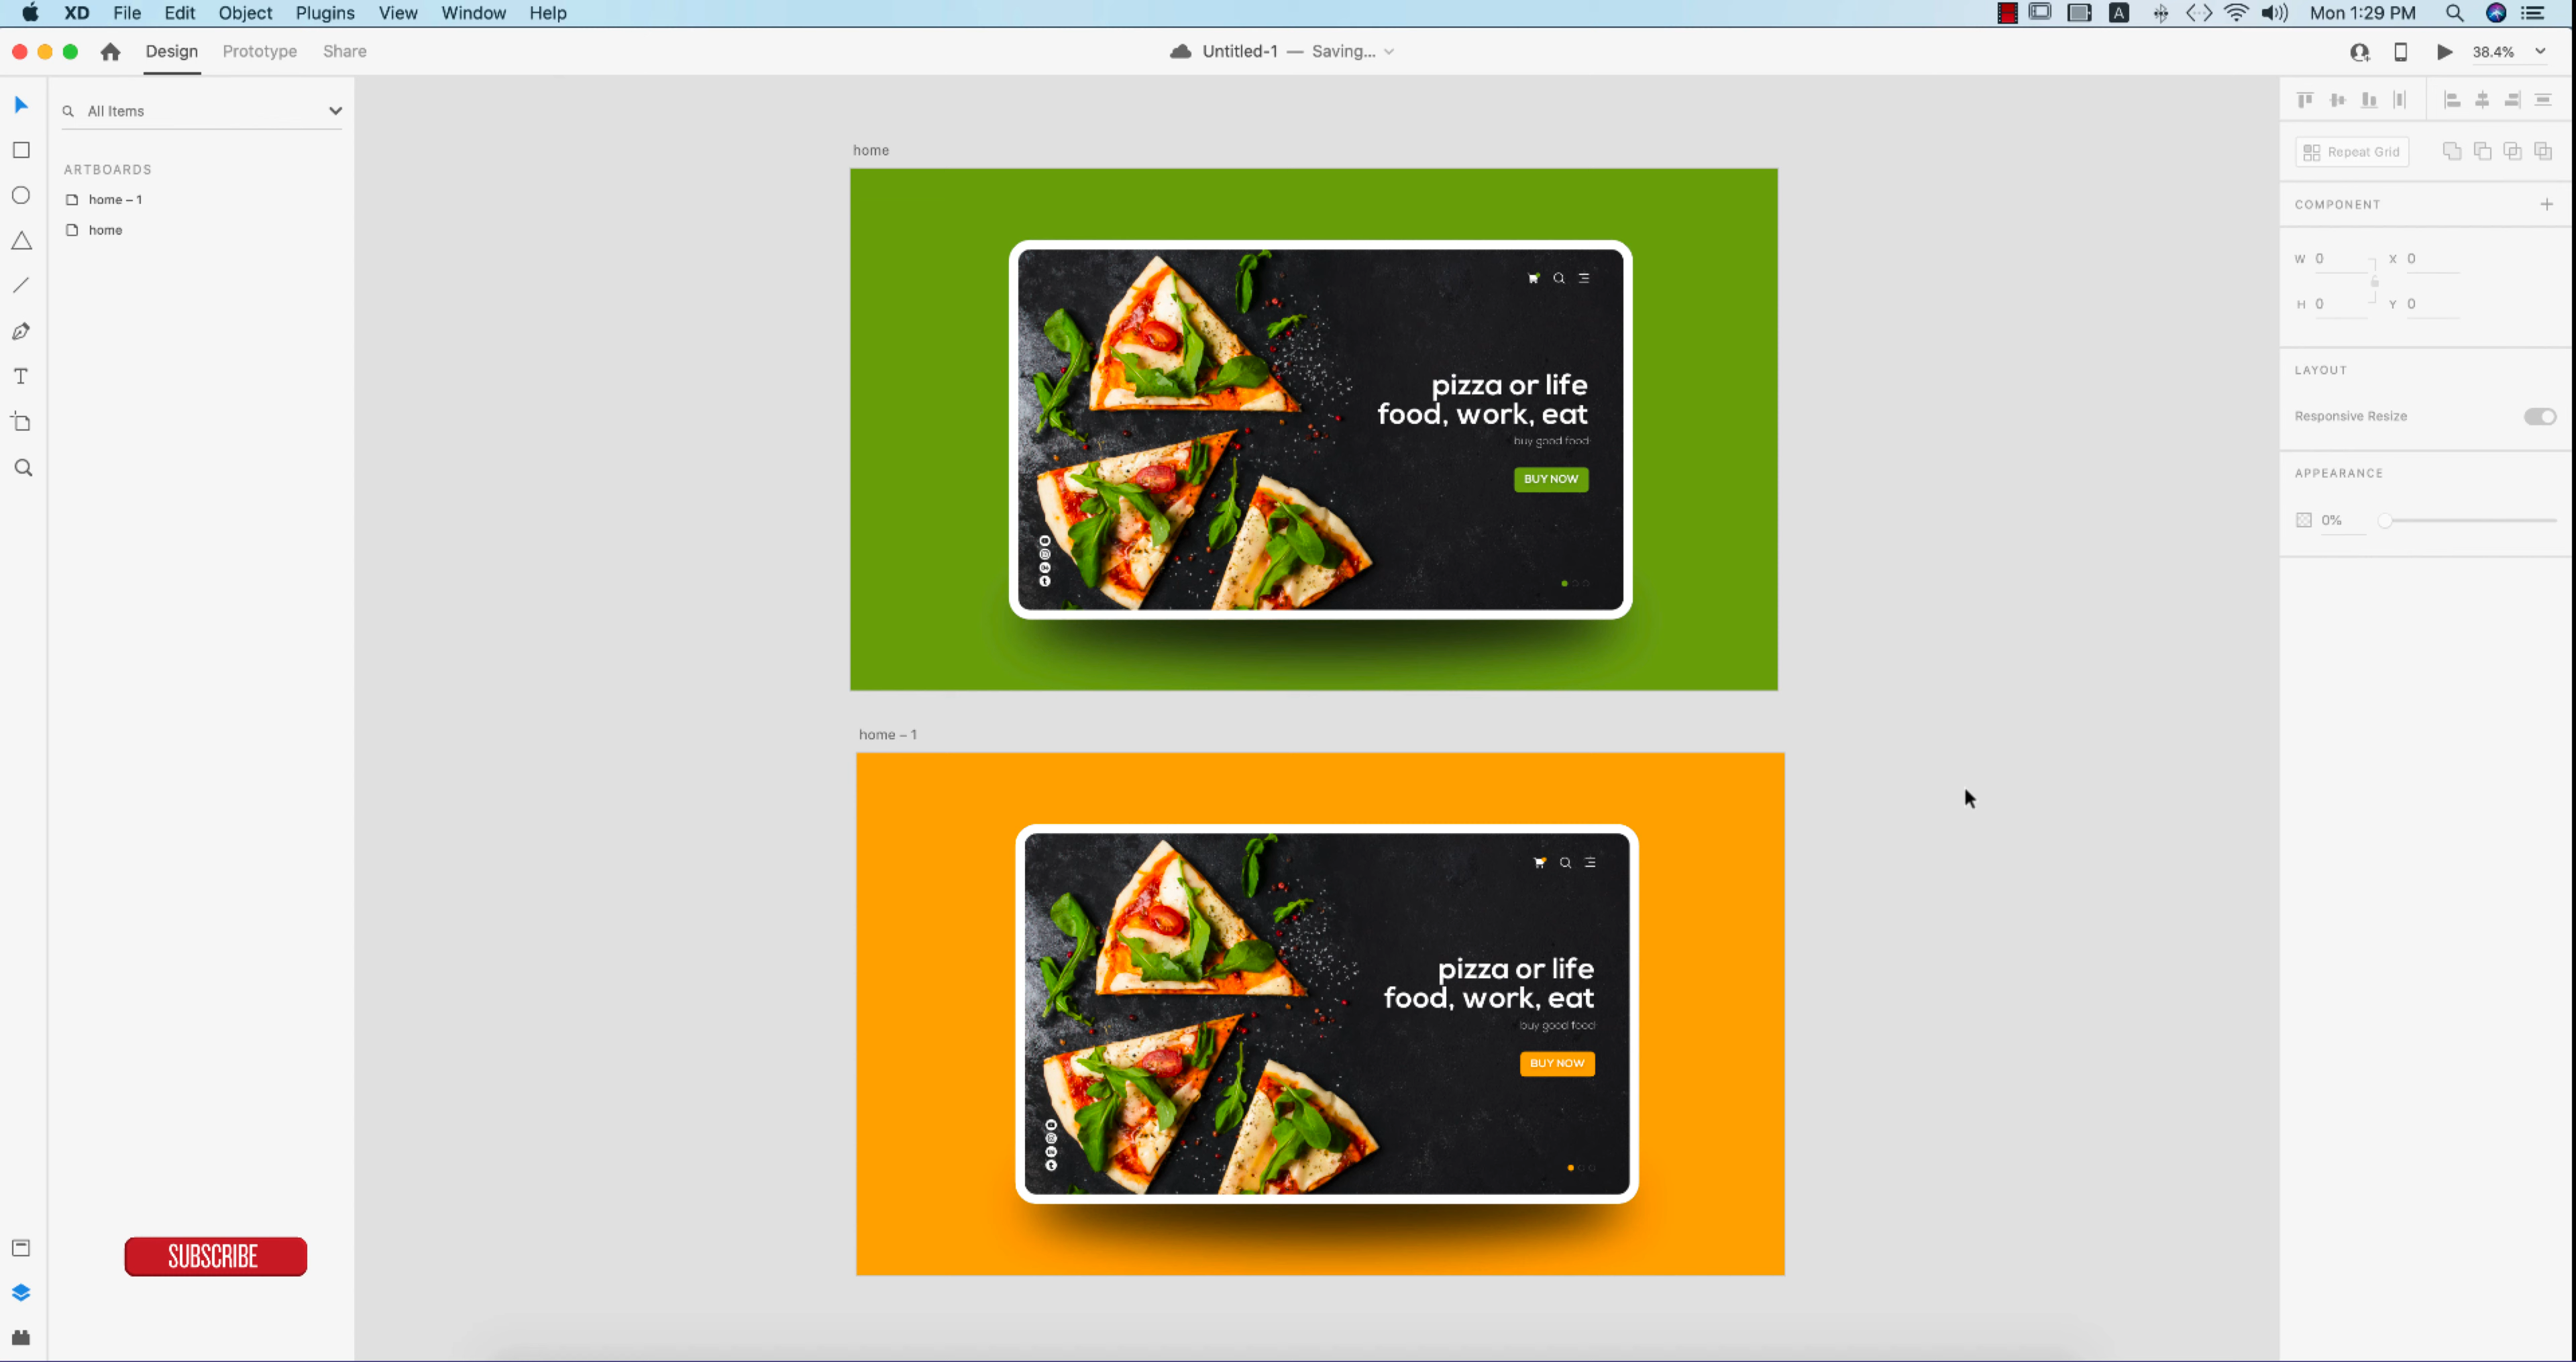 XD File Edit Object Plugins View Window Help
A Mon 1:29 PM
Design Prototype Share
Untitled-1 — Saving...
38.4%
All Items
ARTBOARDS
home – 1
home
home
pizza or life
food, work, eat
buy good food
BUY NOW
home – 1
pizza or life
food, work, eat
buy good food
BUY NOW
SUBSCRIBE
Repeat Grid
COMPONENT
W 0 X 0
H 0 Y 0
LAYOUT
Responsive Resize
APPEARANCE
0%